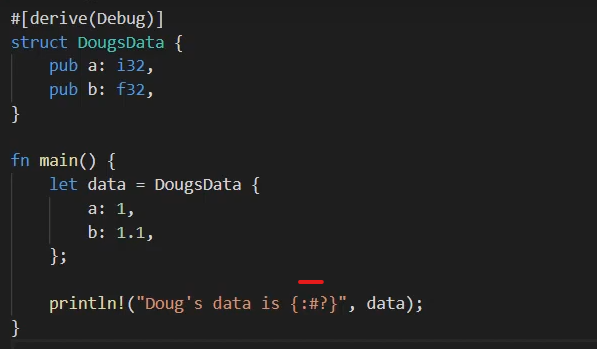 #[derive(Debug)]
struct DougsData {
    pub a: i32,
    pub b: f32,
}

fn main() {
    let data = DougsData {
        a: 1,
        b: 1.1,
    };

    println!("Doug's data is {:#?}", data);
}